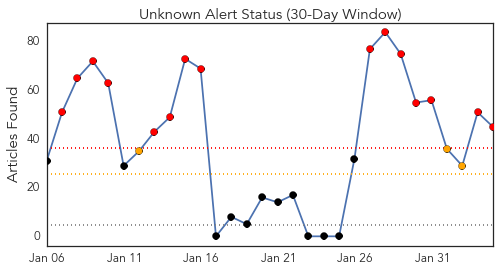 Unknown Alert Status (30-Day Window)
Articles Found
80
60
40
20
0
Jan 06 Jan 11 Jan 16 Jan 21 Jan 26 Jan 31